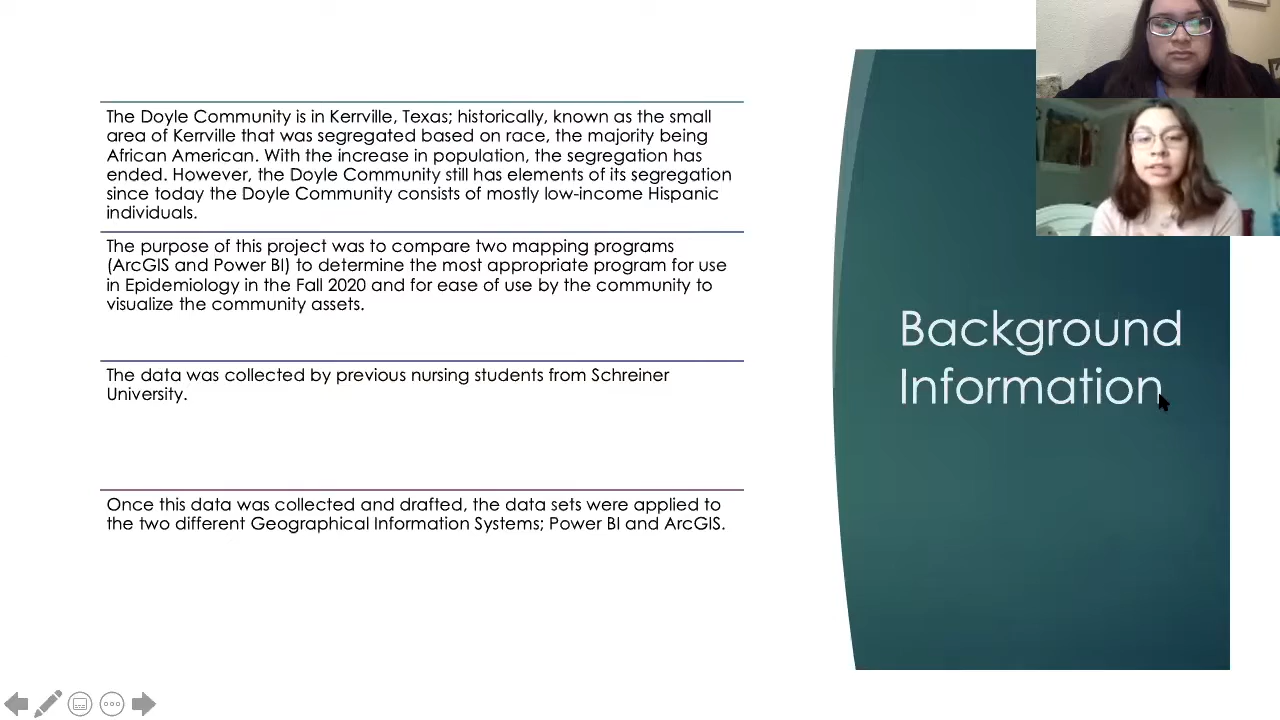 The Doyle Community is in Kerrville, Texas; historically, known as the small
area of Kerrville that was segregated based on race, the majority being
African American. With the increase in population, the segregation has
ended. However, the Doyle Community still has elements of its segregation
since today the Doyle Community consists of mostly low-income Hispanic
individuals.
The purpose of this project was to compare two mapping programs
(ArcGIS and Power BI) to determine the most appropriate program for use
in Epidemiology in the Fall 2020 and for ease of use by the community to
visualize the community assets.
The data was collected by previous nursing students from Schreiner
University.
Once this data was collected and drafted, the data sets were applied to
the two different Geographical Information Systems; Power BI and ArcGIS.
Background
Information